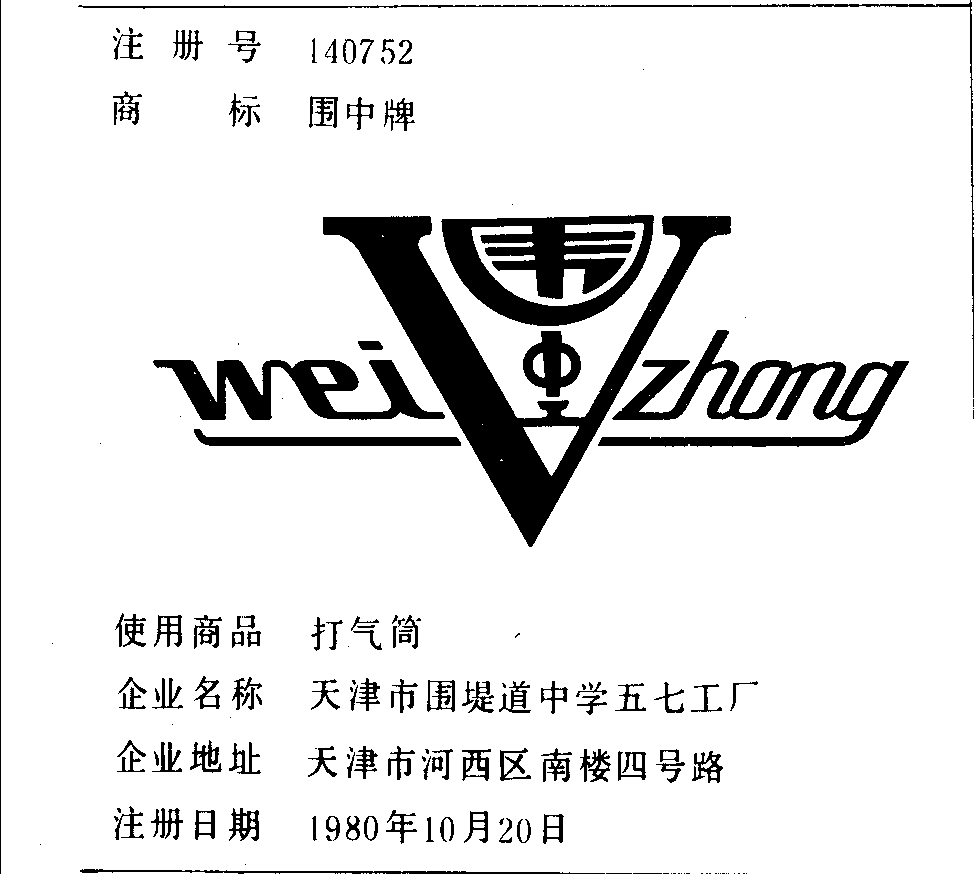 注册号 140752
商标 围中牌
wei zhong
使用商品 打气筒
企业名称 天津市围堤道中学五七工厂
企业地址 天津市河西区南楼四号路
注册日期 1980年10月20日